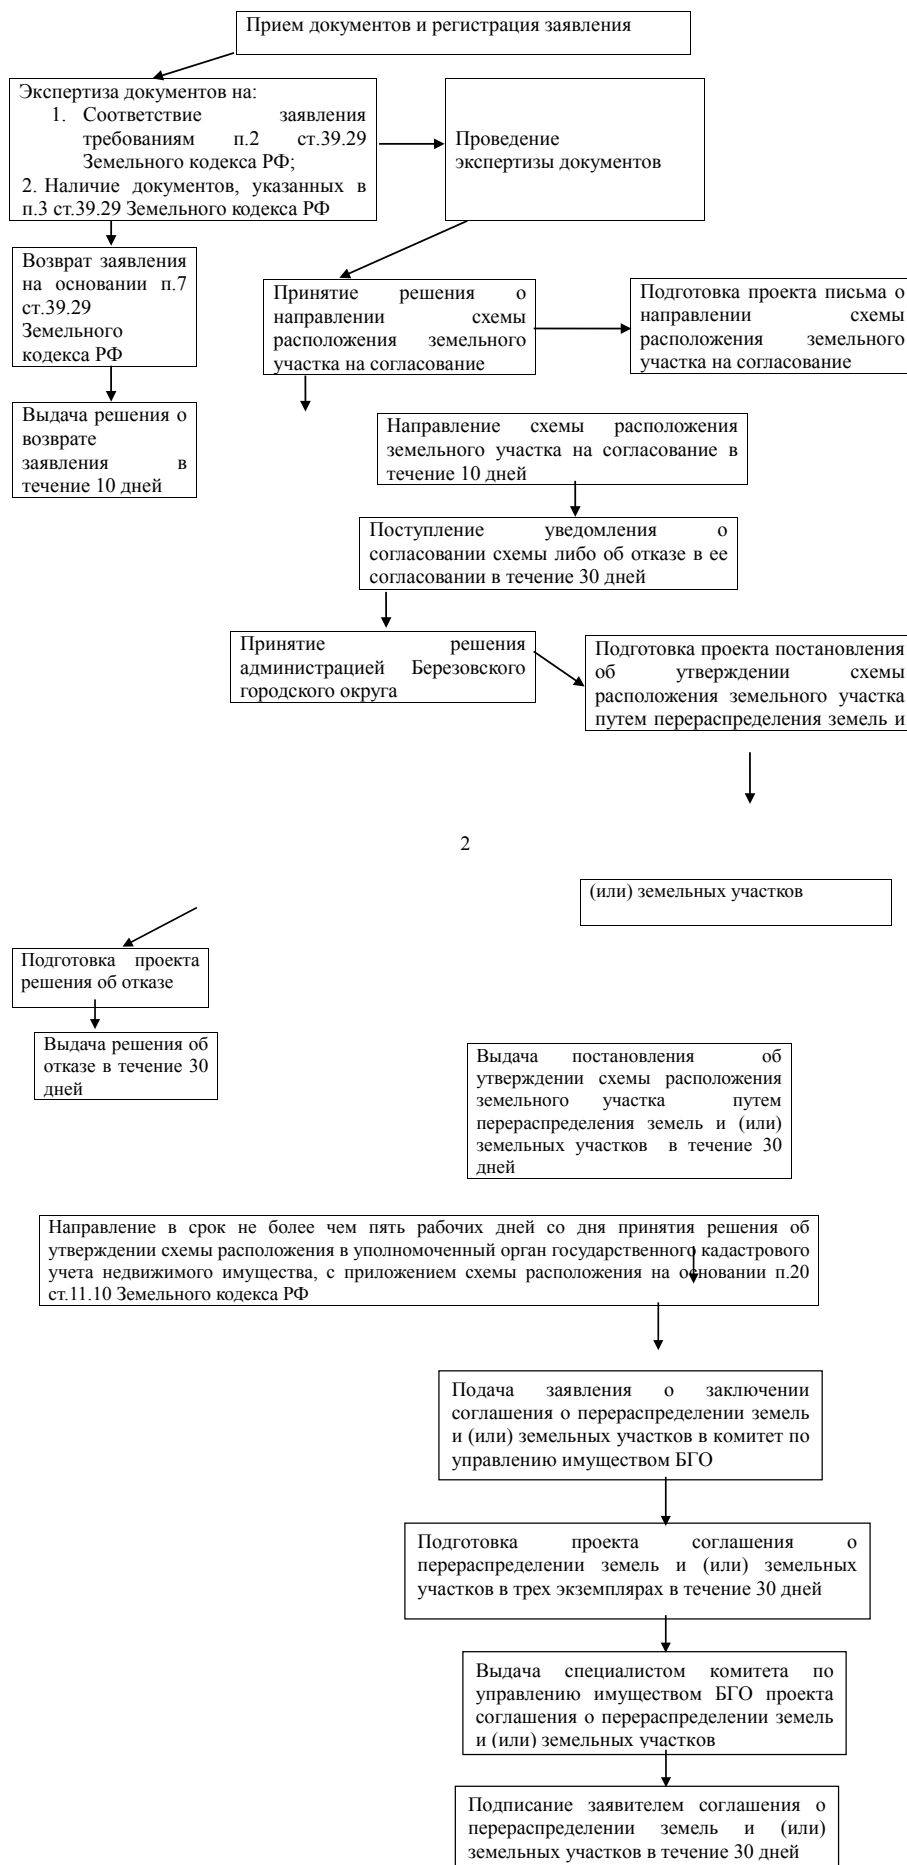 Прием документов и регистрация заявления
Экспертиза документов на:
1. Соответствие заявления
требованиям п.2 ст.39.29
Земельного кодекса РФ;
2. Наличие документов, указанных в
п.3 ст.39.29 Земельного кодекса РФ
Проведение
экспертизы документов
Возврат заявления
на основании п.7
ст.39.29
Земельного
кодекса РФ
Принятие решения о
направлении схемы
расположения земельного
участка на согласование
Подготовка проекта письма о
направлении схемы
расположения земельного
участка на согласование
Выдача решения о
возврате
заявления в
течение 10 дней
Направление схемы расположения
земельного участка на согласование в
течение 10 дней
Поступление уведомления о
согласовании схемы либо об отказе в ее
согласовании в течение 30 дней
Принятие решения
администрацией Березовского
городского округа
Подготовка проекта постановления
об утверждении схемы
расположения земельного участка
путем перераспределения земель и
2
(или) земельных участков
Подготовка проекта
решения об отказе
Выдача решения об
отказе в течение 30
дней
Выдача постановления об
утверждении схемы расположения
земельного участка путем
перераспределения земель и (или)
земельных участков в течение 30
дней
Направление в срок не более чем пять рабочих дней со дня принятия решения об
утверждении схемы расположения в уполномоченный орган государственного кадастрового
учета недвижимого имущества, с приложением схемы расположения на основании п.20
ст.11.10 Земельного кодекса РФ
Подача заявления о заключении
соглашения о перераспределении земель
и (или) земельных участков в комитет по
управлению имуществом БГО
Подготовка проекта соглашения о
перераспределении земель и (или) земельных
участков в трех экземплярах в течение 30 дней
Выдача специалистом комитета по
управлению имуществом БГО проекта
соглашения о перераспределении земель
и (или) земельных участков
Подписание заявителем соглашения о
перераспределении земель и (или)
земельных участков в течение 30 дней